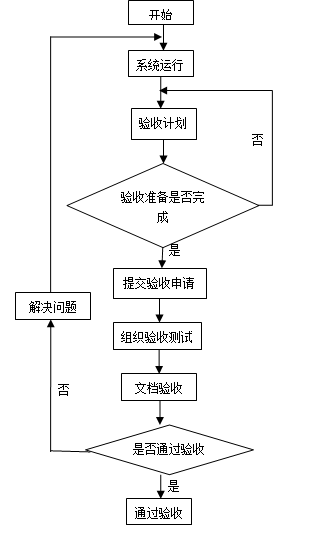 开始
系统运行
验收计划
否
验收准备是否完
成
是
提交验收申请
解决问题
组织验收测试
文档验收
否
是否通过验收
是
通过验收